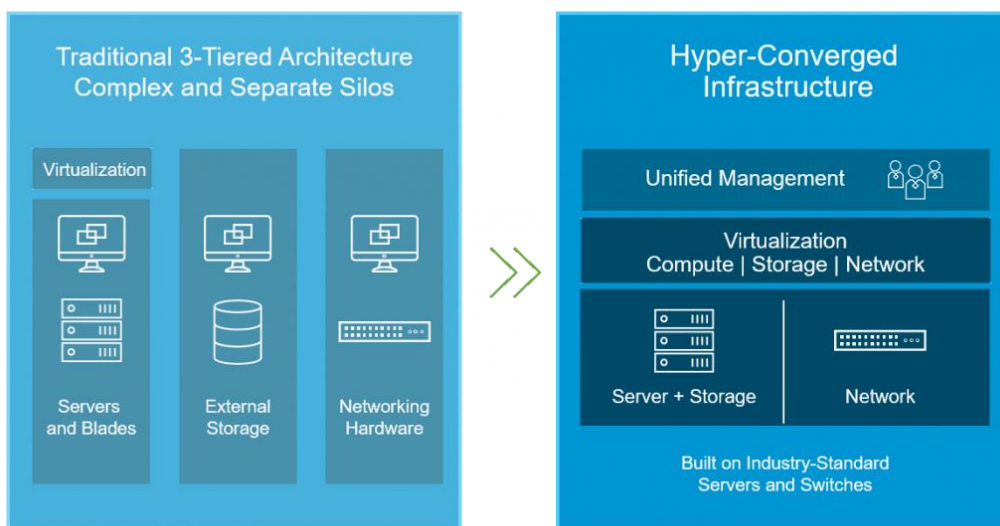 Traditional 3-Tiered Architecture
Complex and Separate Silos
Virtualization
Servers
and Blades
External
Storage
Networking
Hardware
Hyper-Converged
Infrastructure
Unified Management
Virtualization
Compute | Storage | Network
Server + Storage
Network
Built on Industry-Standard
Servers and Switches